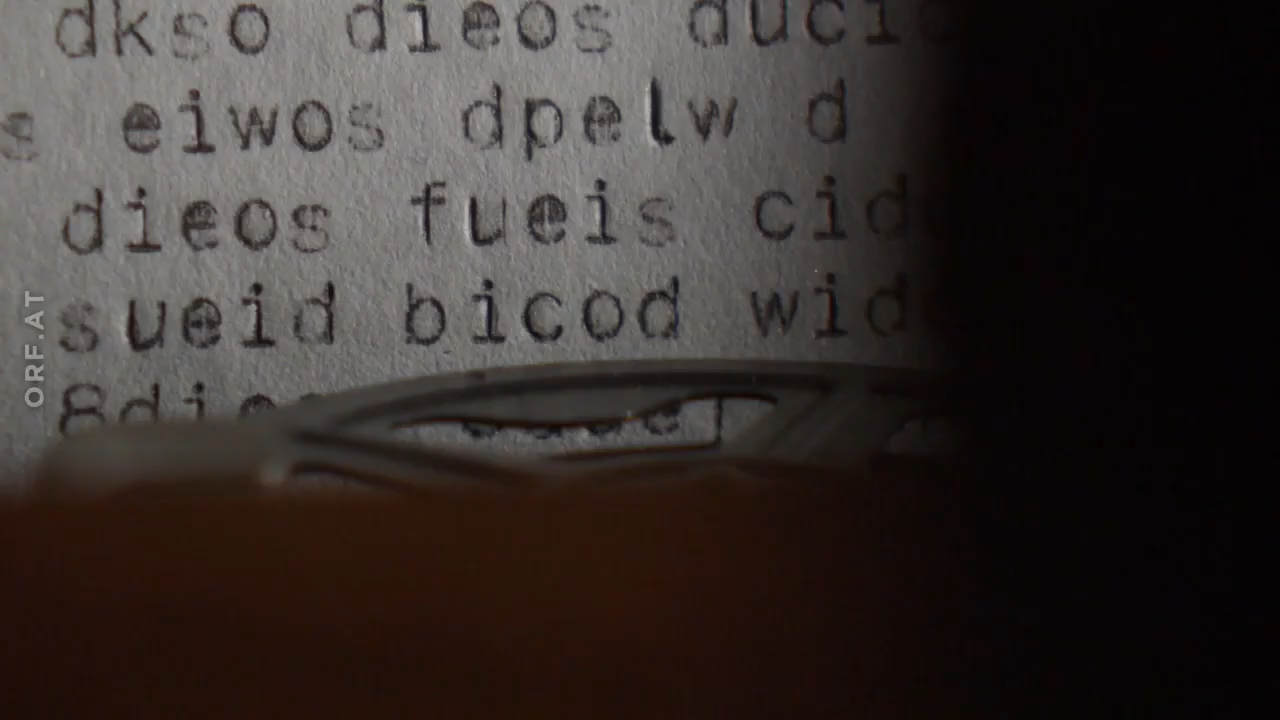 dkso dieos
eiwos dpelw d
dieos fueis cid
sueid bicod wid
ORF.AT